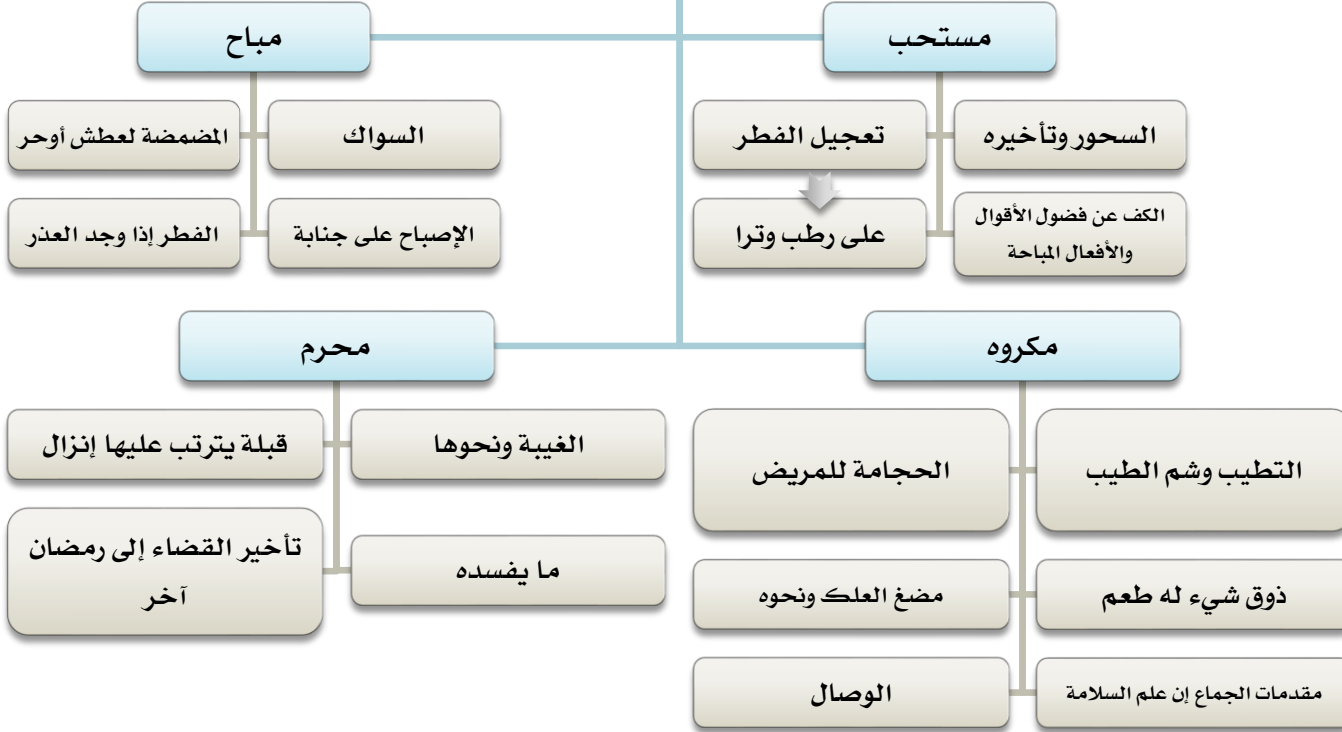 مستحب
مباح
السحور وتأخيره
تعجيل الفطر
السواك
المضمضة لعطش أوحر
الكف عن فضول الأقوال
والأفعال المباحة
على رطب وترا
الإصباح على جنابة
الفطر إذا وجد العذر
مكروه
محرم
التطيب وشم الطيب
الحجامة للمريض
الغيبة ونحوها
قبلة يترتب عليها إنزال
ذوق شيء له طعم
مضغ العلك ونحوه
ما يفسده
تأخير القضاء إلى رمضان
آخر
مقدمات الجماع إن علم السلامة
الوصال